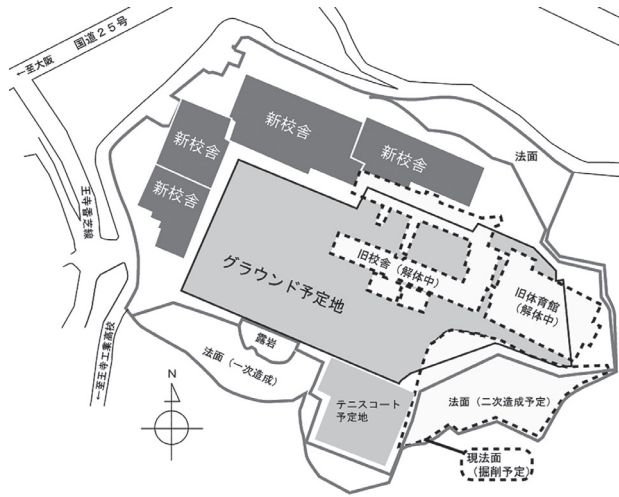 国道25号
←至大阪
新校舎
新校舎
新校舎
新校舎
法面
王寺香芝線
旧校舎（解体中）
グラウンド予定地
旧体育館
（解体中）
露岩
法面（一次造成）
←至王寺工業高校
N
テニスコート
予定地
法面（二次造成予定）
現法面
（掘削予定）